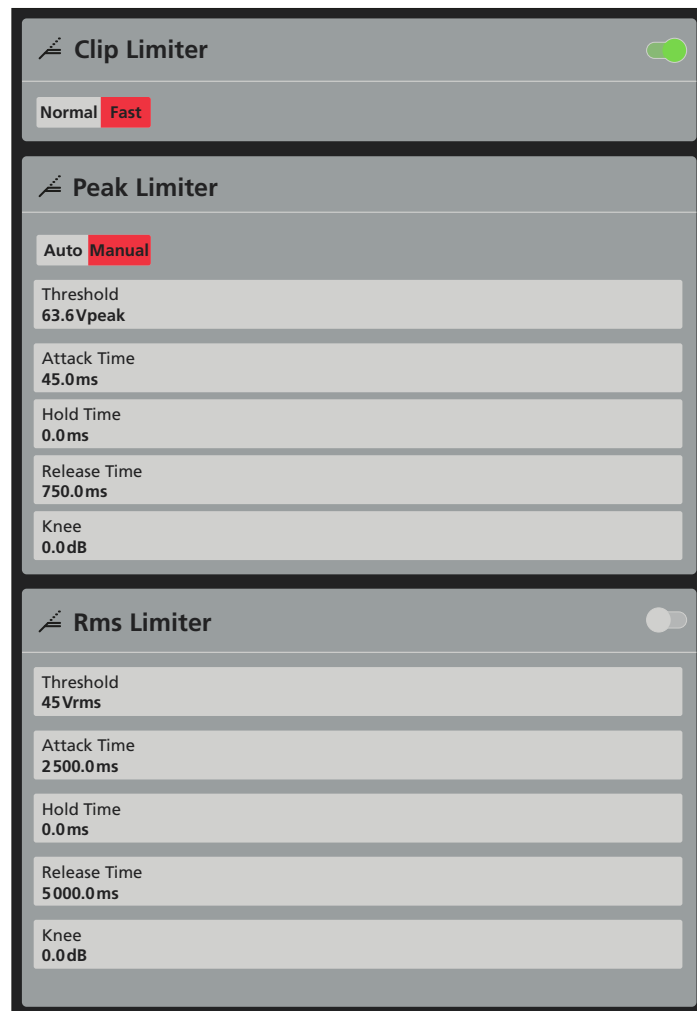 Clip Limiter
Normal Fast
Peak Limiter
Auto Manual
Threshold
63.6Vpeak
Attack Time
45.0ms
Hold Time
0.0ms
Release Time
750.0ms
Knee
0.0dB
Rms Limiter
Threshold
45Vrms
Attack Time
2500.0ms
Hold Time
0.0ms
Release Time
5000.0ms
Knee
0.0dB